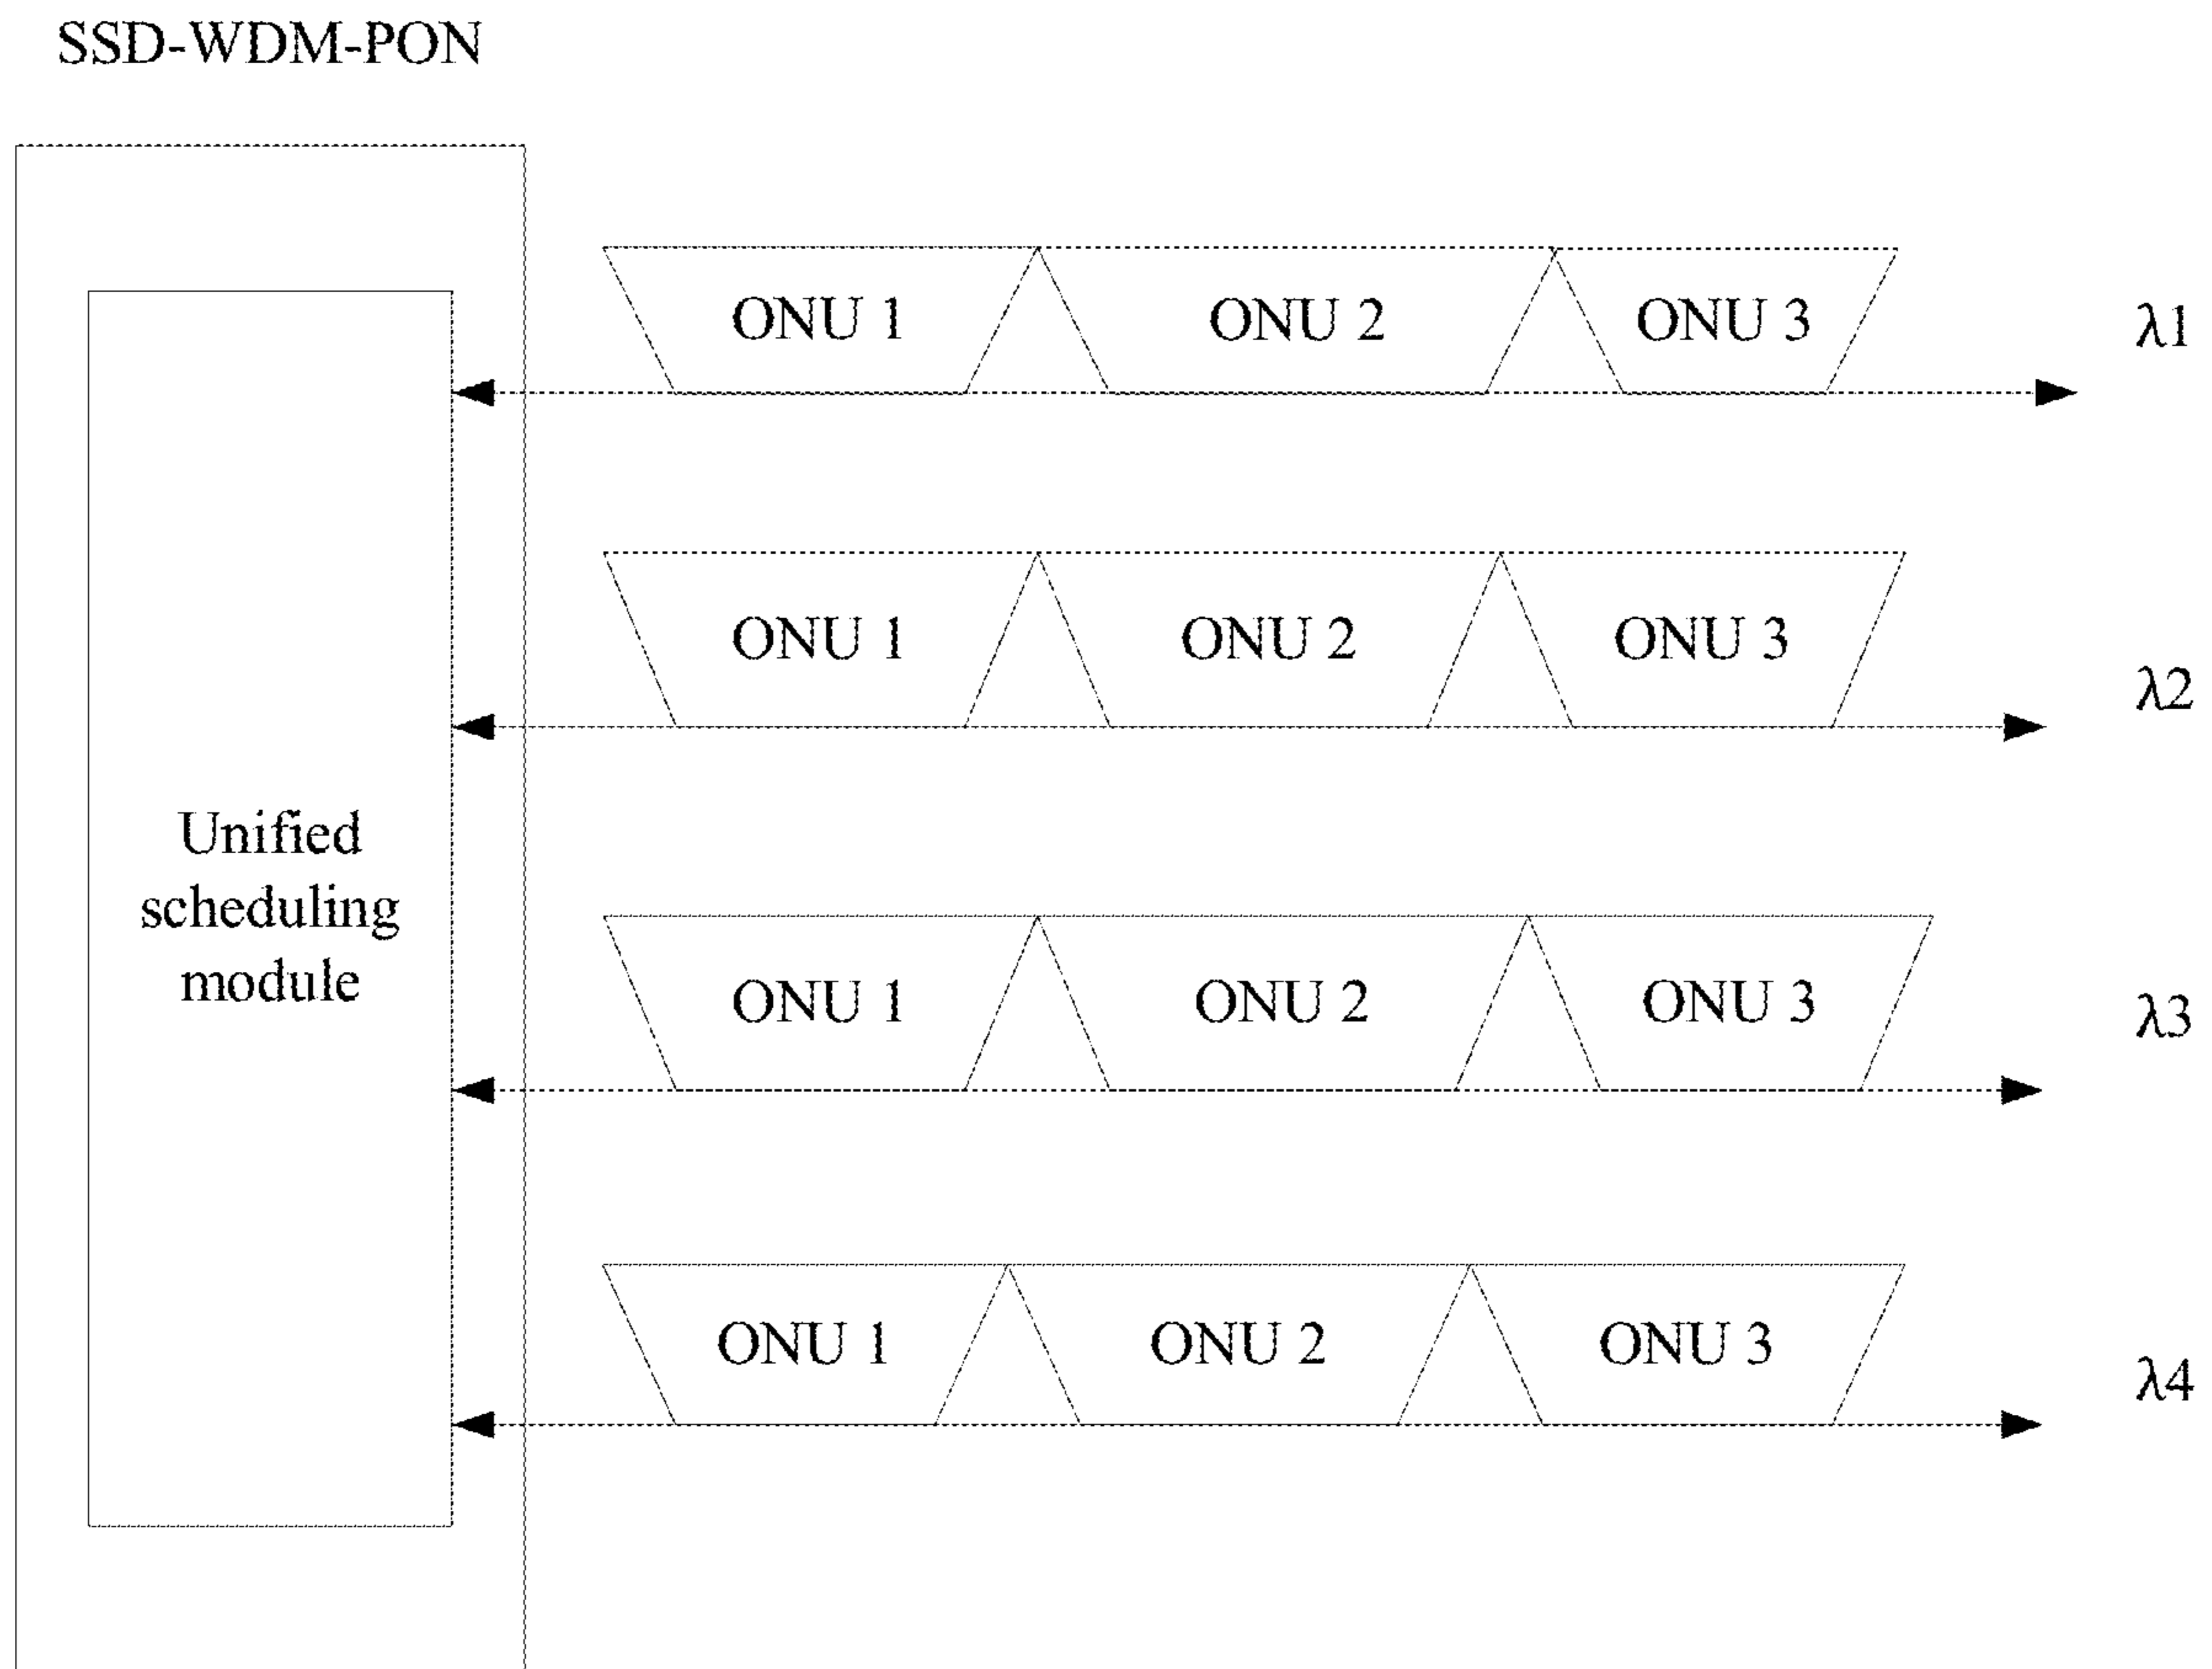 SSD-WDM-PON
ONU 1 ONU 2 ONU 3 λ1
ONU 1 ONU 2 ONU 3 λ2
Unified
scheduling
module
ONU 1 ONU 2 ONU 3 λ3
ONU 1 ONU 2 ONU 3 λ4